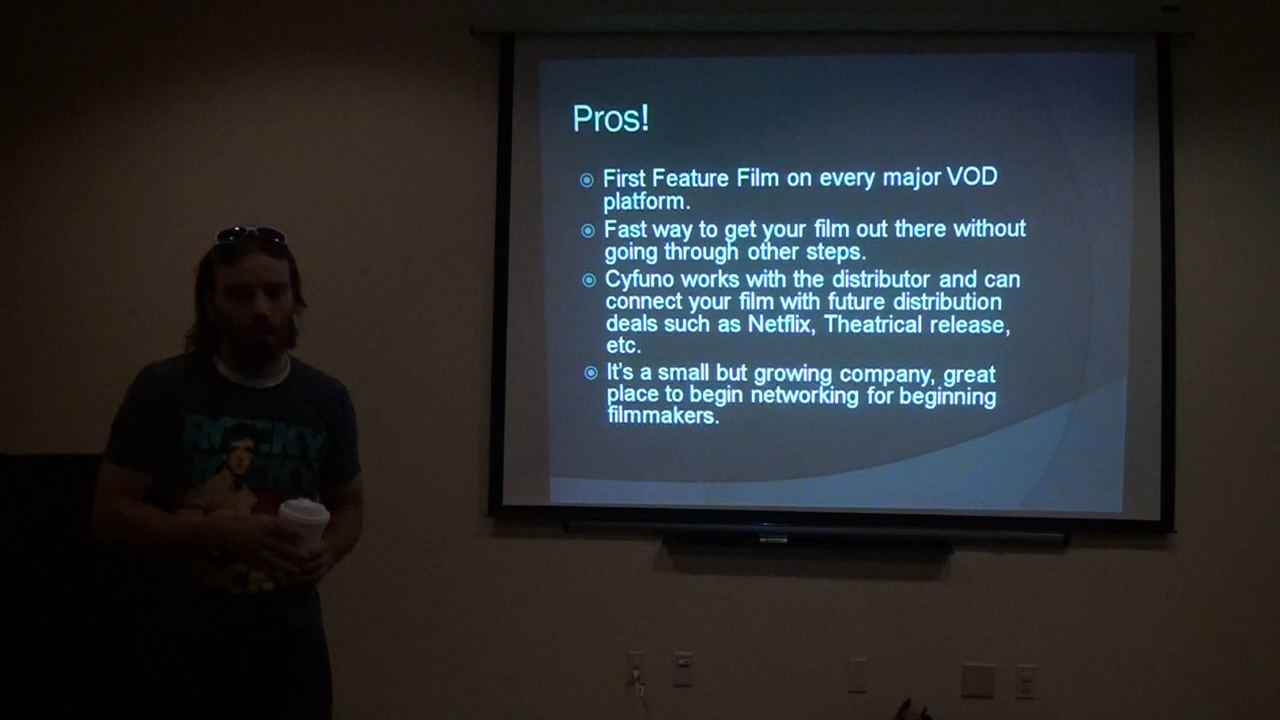 Pros!
First Feature Film on every major VOD
platform.
Fast way to get your film out there without
going through other steps.
Cyfuno works with the distributor and can
connect your film with future distribution
deals such as Netflix, Theatrical release,
etc.
It's a small but growing company, great
place to begin networking for beginning
filmmakers.
ROCKY